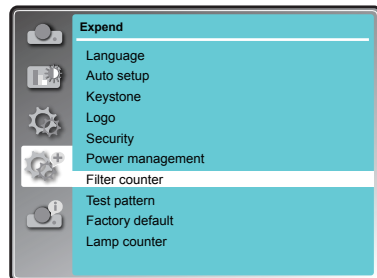 Expend
Language
Auto setup
Keystone
Logo
Security
Power management
Filter counter
Test pattern
Factory default
Lamp counter